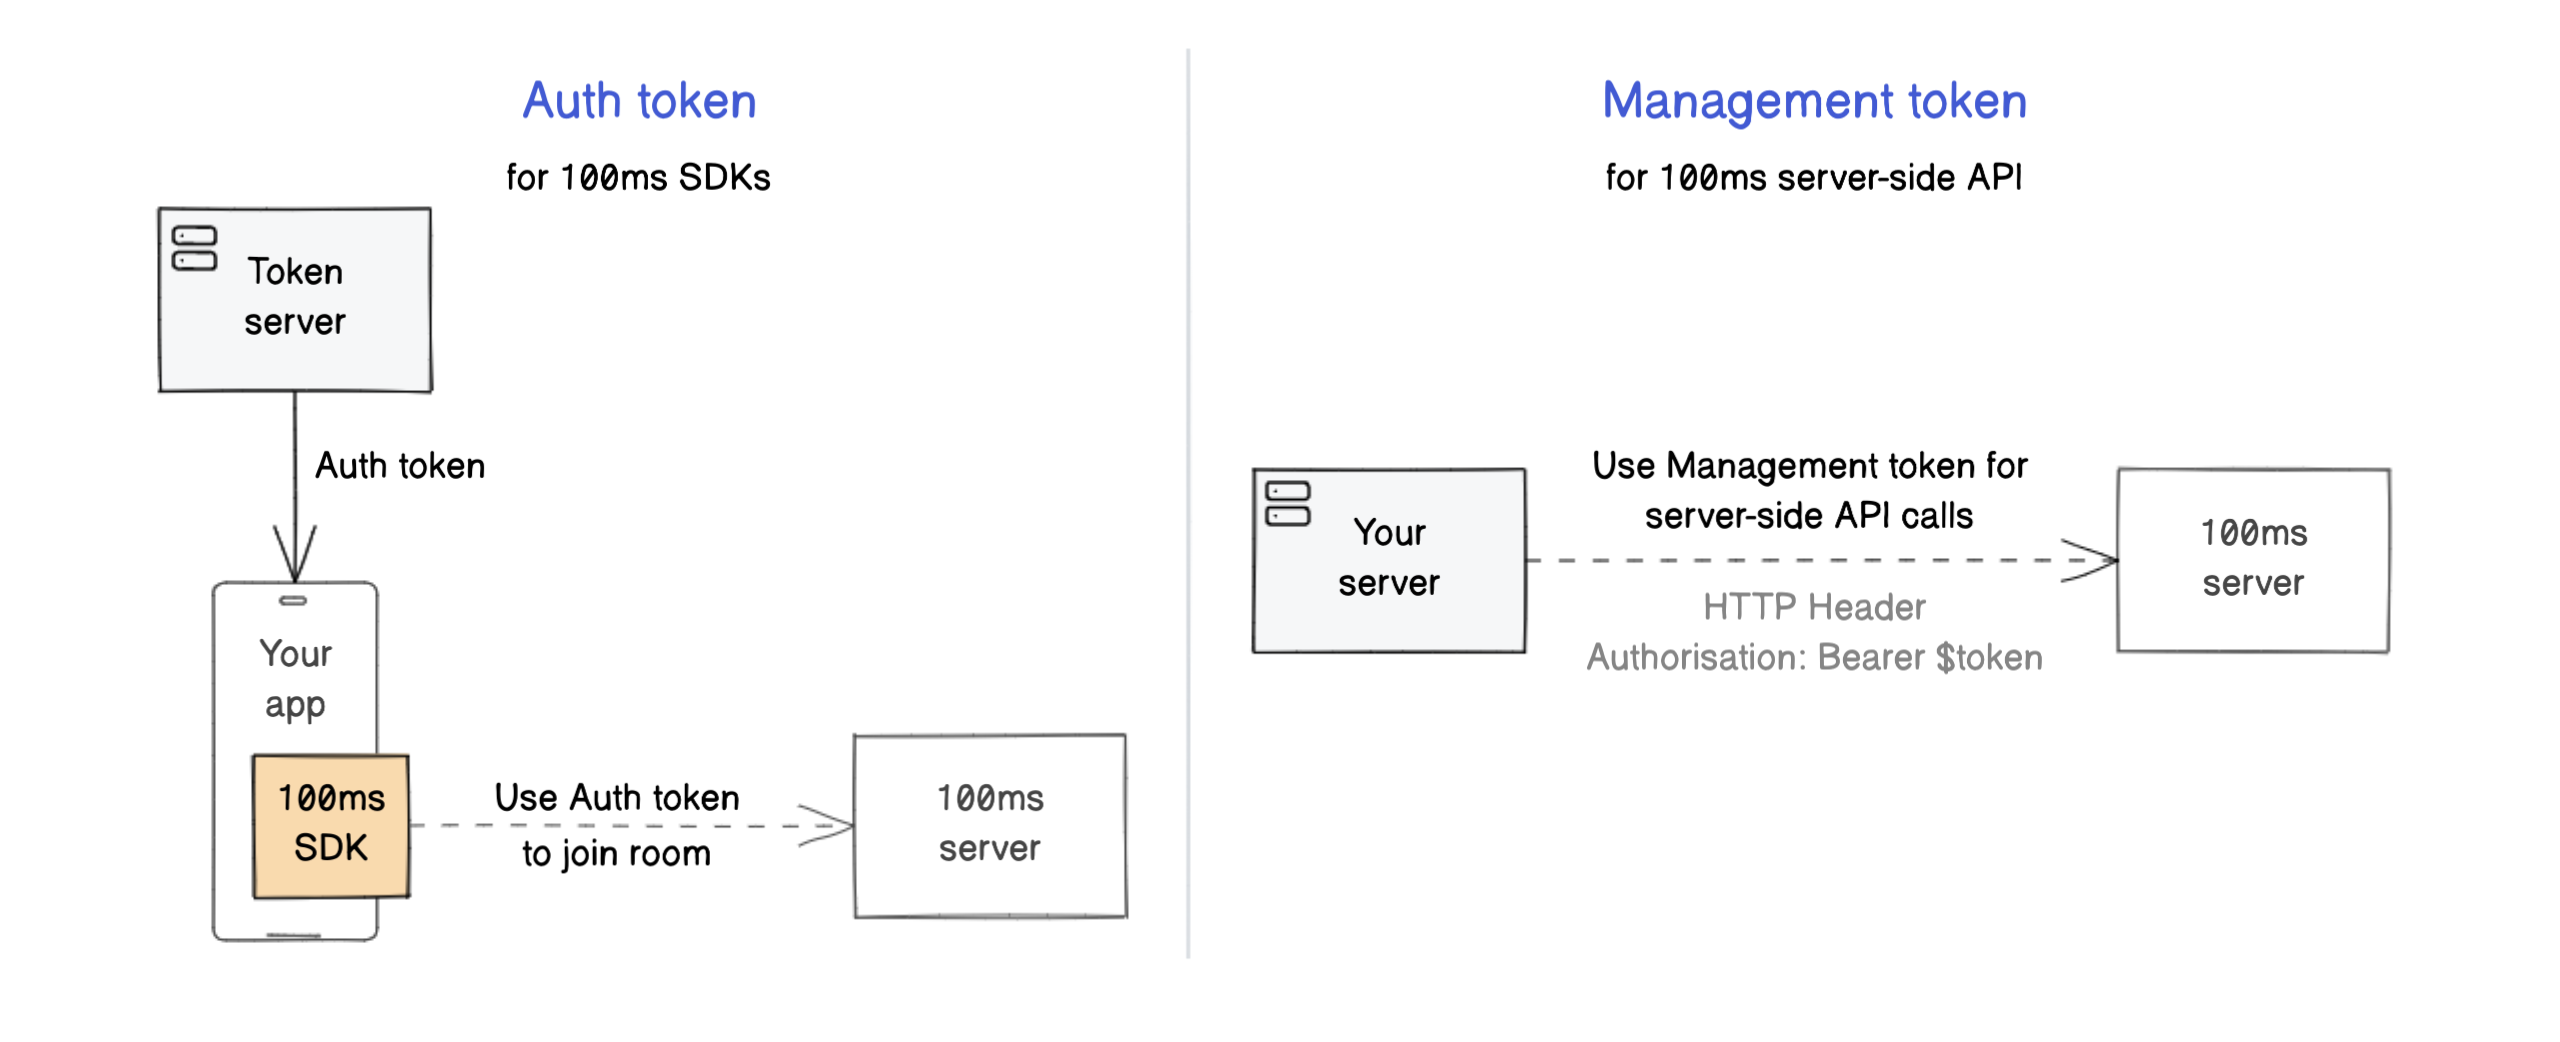 Auth token
for 100ms SDKs
Token
server
Auth token
Your
app
100ms
SDK
Use Auth token
to join room
100ms
server
Management token
for 100ms server-side API
Your
server
Use Management token for
server-side API calls
HTTP Header
Authorisation: Bearer $token
100ms
server